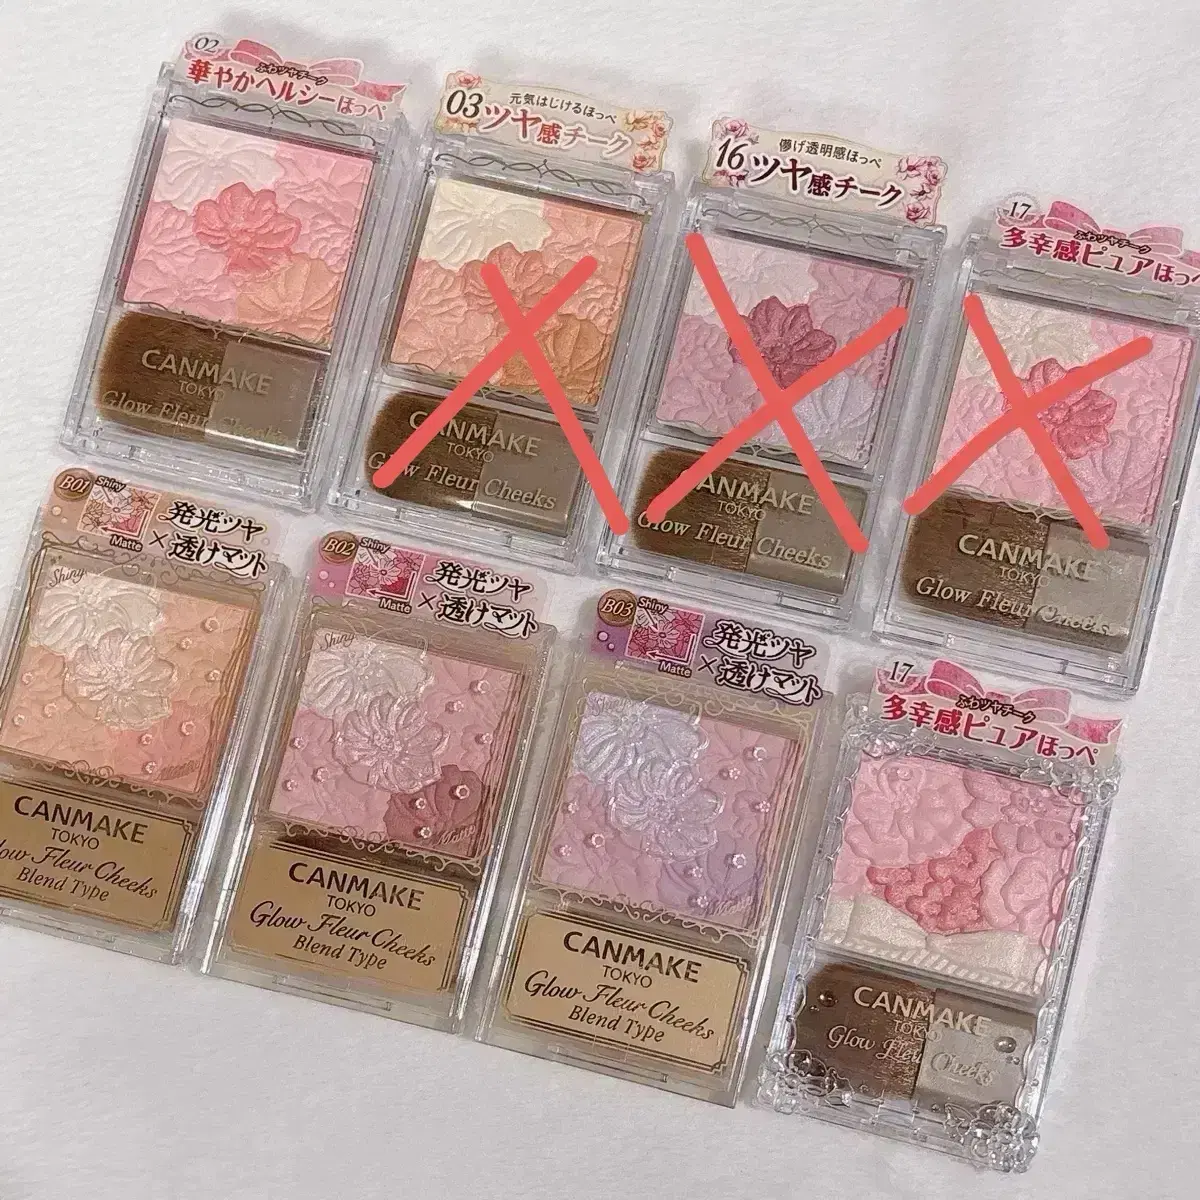 02
ふわツヤチーク
華やかヘルシーほっぺ
CANMAKE
TOKYO
Glow Fleur Cheeks
03
元気はじけるほっぺ
ツヤ感チーク
CANMAKE
TOKYO
Glow Fleur Cheeks
16
儚げ透明感ほっぺ
ツヤ感チーク
CANMAKE
TOKYO
Glow Fleur Cheeks
17
ふわツヤチーク
多幸感ピュアほっぺ
CANMAKE
TOKYO
Glow Fleur Cheeks
B01
Shiny
Matte
発光ツヤ
×透けマット
Shiny
Matte
CANMAKE
TOKYO
Glow Fleur Cheeks
Blend Type
B02
Shiny
Matte
発光ツヤ
×透けマット
Shiny
Matte
CANMAKE
TOKYO
Glow Fleur Cheeks
Blend Type
B03
Shiny
Matte
発光ツヤ
×透けマット
Shiny
Matte
CANMAKE
TOKYO
Glow Fleur Cheeks
Blend Type
17
ふわツヤチーク
多幸感ピュアほっぺ
CANMAKE
TOKYO
Glow Fleur Cheeks